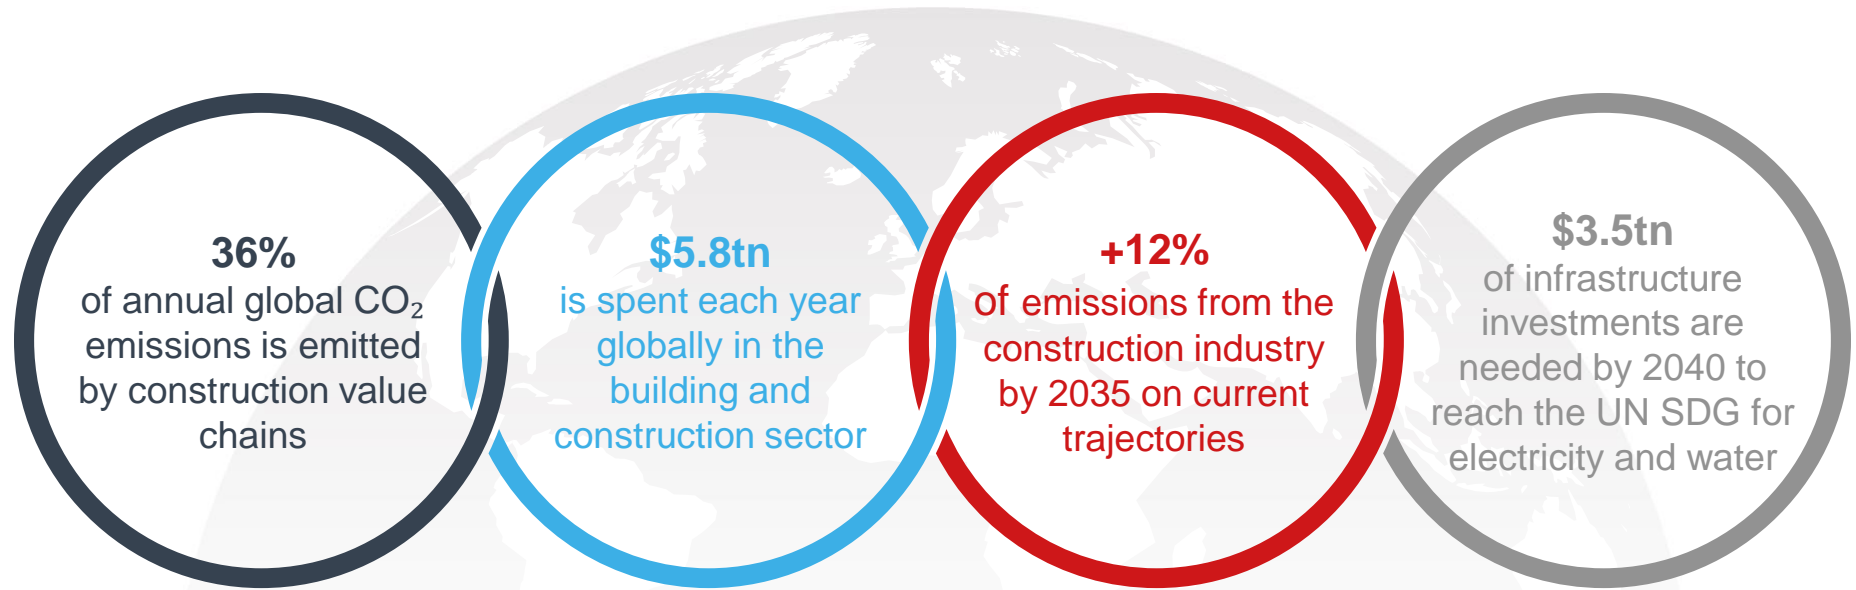 36%
of annual global CO₂
emissions is emitted
by construction value
chains
$5.8tn
is spent each year
globally in the
building and
construction sector
+12%
of emissions from the
construction industry
by 2035 on current
trajectories
$3.5tn
of infrastructure
investments are
needed by 2040 to
reach the UN SDG for
electricity and water